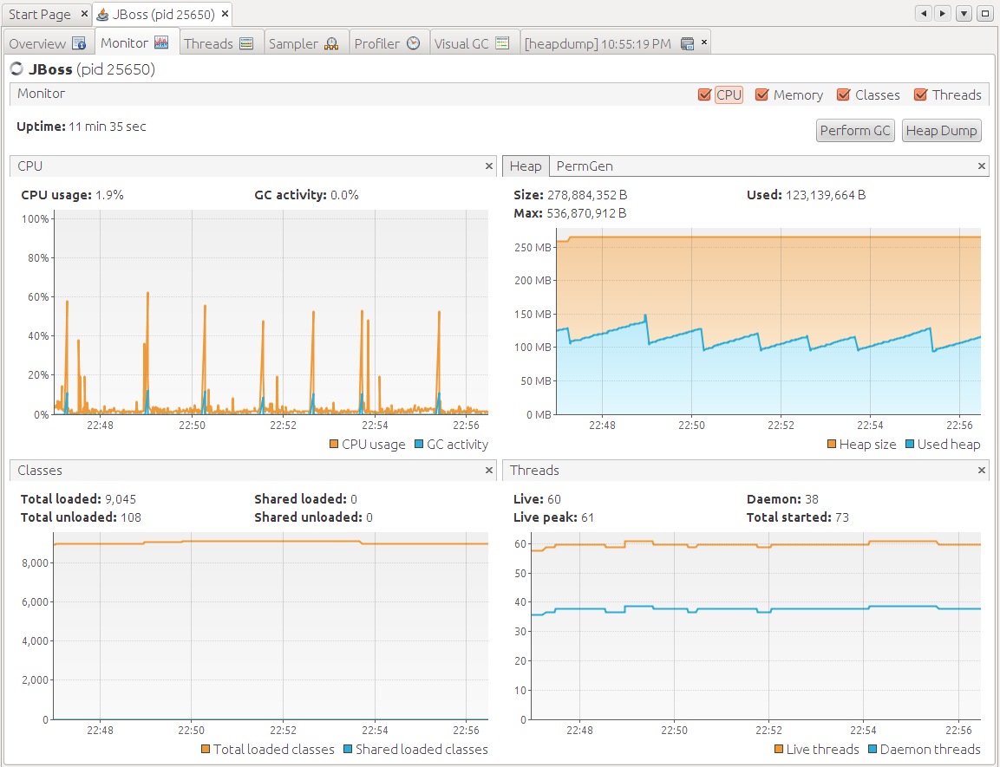 Start Page JBoss (pid 25650)
Overview Monitor Threads Sampler Profiler Visual GC [heapdump] 10:55:19 PM
JBoss (pid 25650)
Monitor CPU Memory Classes Threads
Uptime: 11 min 35 sec
Perform GC Heap Dump
CPU
CPU usage: 1.9% GC activity: 0.0%
100%
80%
60%
40%
20%
0%
22:48 22:50 22:52 22:54 22:56
CPU usage GC activity
Heap PermGen
Size: 278,884,352 B Used: 123,139,664 B
Max: 536,870,912 B
250 MB
200 MB
150 MB
100 MB
50 MB
0 MB
22:48 22:50 22:52 22:54 22:56
Heap size Used heap
Classes
Total loaded: 9,045 Shared loaded: 0
Total unloaded: 108 Shared unloaded: 0
8,000
6,000
4,000
2,000
0
22:48 22:50 22:52 22:54 22:56
Total loaded classes Shared loaded classes
Threads
Live: 60 Daemon: 38
Live peak: 61 Total started: 73
60
50
40
30
20
10
0
22:48 22:50 22:52 22:54 22:56
Live threads Daemon threads